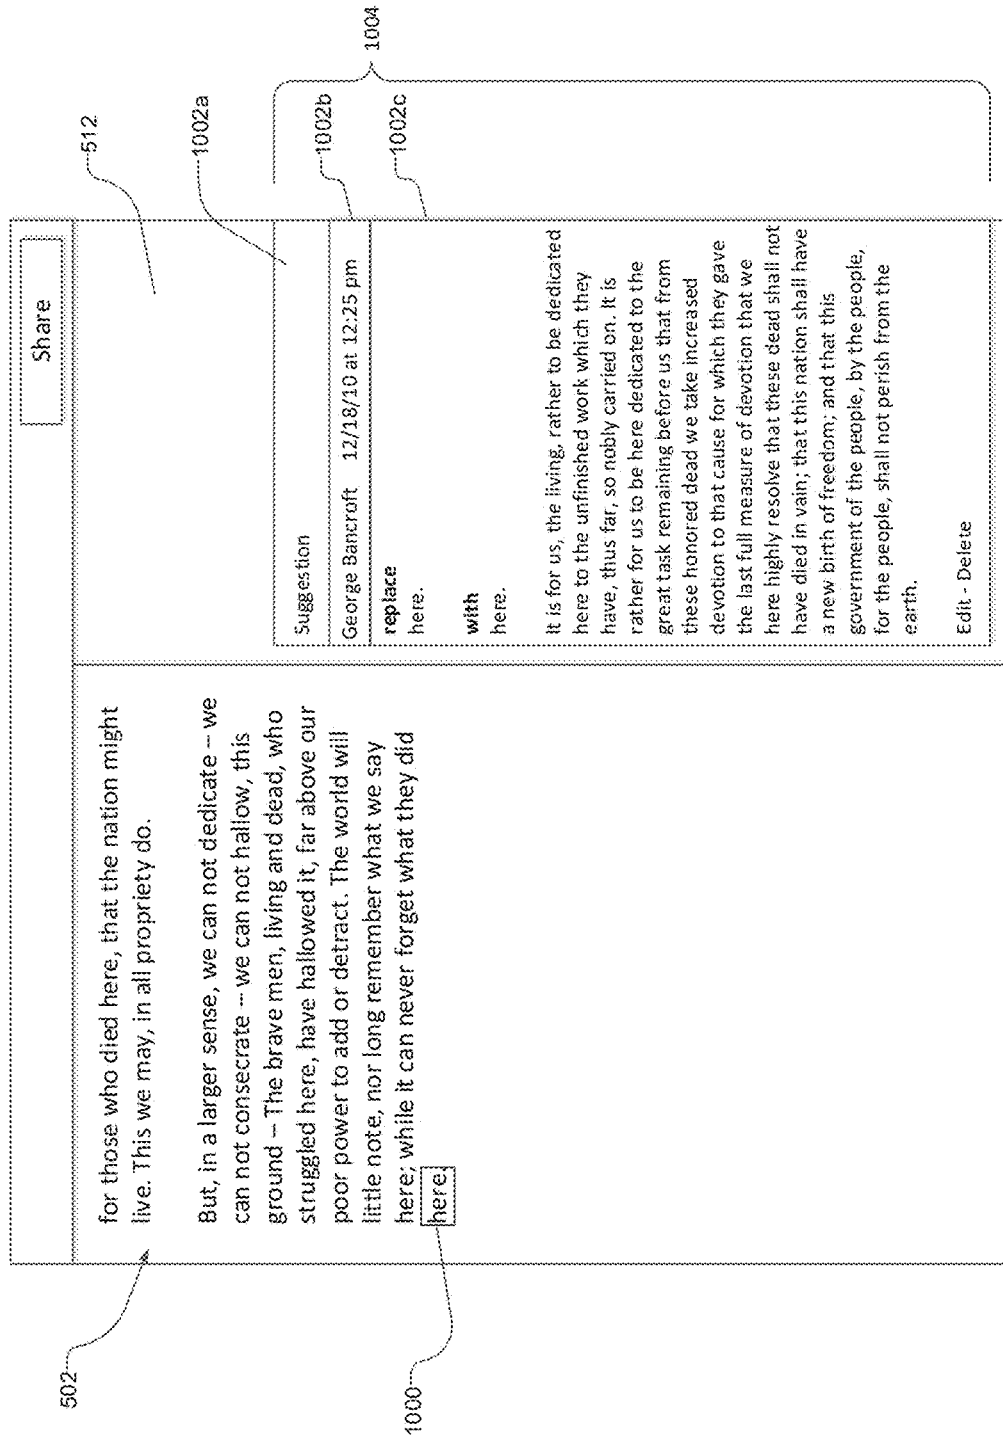 Share
502
for those who died here, that the nation might
live. This we may, in all propriety do.
But, in a larger sense, we can not dedicate -- we
can not consecrate -- we can not hallow, this
ground -- The brave men, living and dead, who
struggled here, have hallowed it, far above our
poor power to add or detract. The world will
little note, nor long remember what we say
here; while it can never forget what they did
here.
1000
512
1002a
Suggestion
1002b
George Bancroft 12/18/10 at 12:25 pm
1002c
1004
replace
here.
with
here.
It is for us, the living, rather to be dedicated
here to the unfinished work which they
have, thus far, so nobly carried on. It is
rather for us to be here dedicated to the
great task remaining before us that from
these honored dead we take increased
devotion to that cause for which they gave
the last full measure of devotion that we
here highly resolve that these dead shall not
have died in vain; that this nation shall have
a new birth of freedom; and that this
government of the people, by the people,
for the people, shall not perish from the
earth.
Edit - Delete